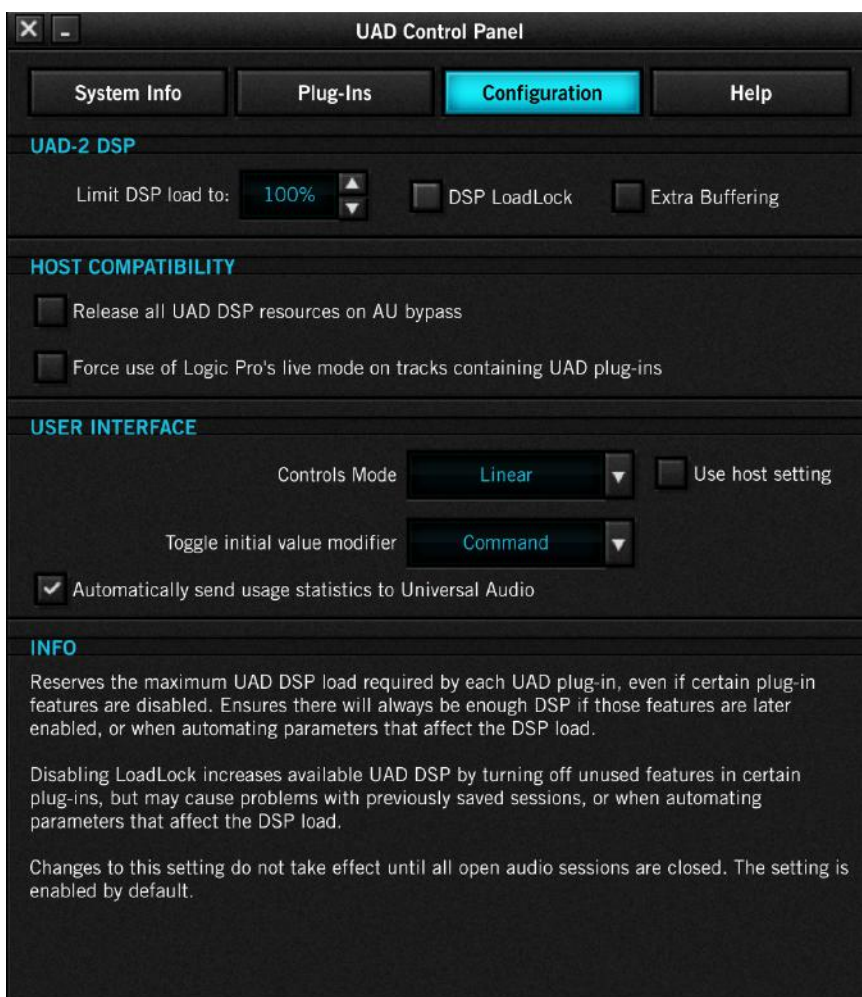 UAD Control Panel
System Info
Plug-Ins
Configuration
Help
UAD-2 DSP
Limit DSP load to:
100%
DSP LoadLock
Extra Buffering
HOST COMPATIBILITY
Release all UAD DSP resources on AU bypass
Force use of Logic Pro's live mode on tracks containing UAD plug-ins
USER INTERFACE
Controls Mode
Linear
Use host setting
Toggle initial value modifier
Command
Automatically send usage statistics to Universal Audio
INFO
Reserves the maximum UAD DSP load required by each UAD plug-in, even if certain plug-in
features are disabled. Ensures there will always be enough DSP if those features are later
enabled, or when automating parameters that affect the DSP load.
Disabling LoadLock increases available UAD DSP by turning off unused features in certain
plug-ins, but may cause problems with previously saved sessions, or when automating
parameters that affect the DSP load.
Changes to this setting do not take effect until all open audio sessions are closed. The setting is
enabled by default.